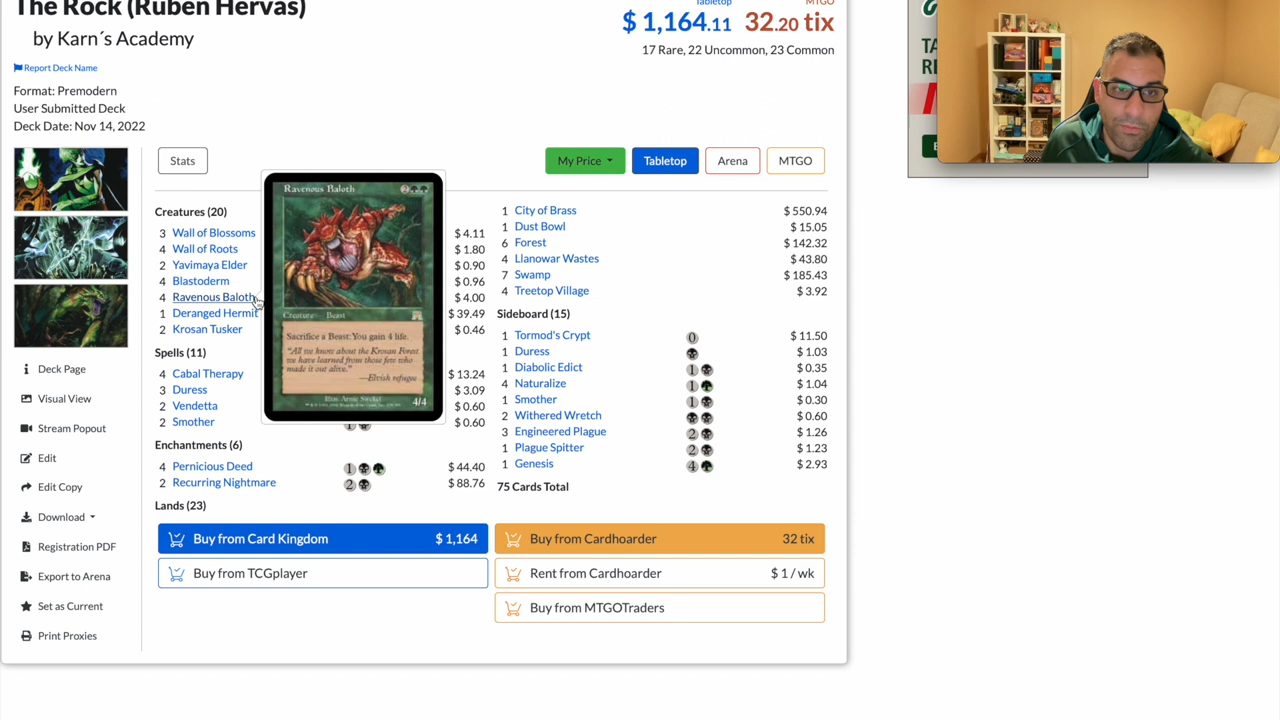 The Rock (Ruben Hervas)
by Karn´s Academy
Report Deck Name
Format: Premodern
User Submitted Deck
Deck Date: Nov 14, 2022
Tabletop
MTGO
$ 1,164.11
32.20 tix
17 Rare, 22 Uncommon, 23 Common
Stats
My Price
Tabletop
Arena
MTGO
Deck Page
Visual View
Stream Popout
Edit
Edit Copy
Download
Registration PDF
Export to Arena
Set as Current
Print Proxies
Creatures (20)
3 Wall of Blossoms $ 4.11
4 Wall of Roots $ 1.80
2 Yavimaya Elder $ 0.90
4 Blastoderm $ 0.96
4 Ravenous Baloth $ 4.00
1 Deranged Hermit $ 39.49
2 Krosan Tusker $ 0.46
Spells (11)
4 Cabal Therapy $ 13.24
3 Duress $ 3.09
2 Vendetta $ 0.60
2 Smother 1 $ 0.60
Enchantments (6)
4 Pernicious Deed 1 $ 44.40
2 Recurring Nightmare 2 $ 88.76
Lands (23)
Ravenous Baloth 2
Creature — Beast
Sacrifice a Beast: You gain 4 life.
"All we know about the Krosan Forest
we have learned from those few who
made it out alive."
—Elvish refugee
4/4
1 City of Brass $ 550.94
1 Dust Bowl $ 15.05
6 Forest $ 142.32
4 Llanowar Wastes $ 43.80
7 Swamp $ 185.43
4 Treetop Village $ 3.92
Sideboard (15)
1 Tormod's Crypt 0 $ 11.50
1 Duress $ 1.03
1 Diabolic Edict 1 $ 0.35
4 Naturalize 1 $ 1.04
1 Smother 1 $ 0.30
2 Withered Wretch $ 0.60
3 Engineered Plague 2 $ 1.26
1 Plague Spitter 2 $ 1.23
1 Genesis 4 $ 2.93
75 Cards Total
Buy from Card Kingdom $ 1,164
Buy from TCGplayer
Buy from Cardhoarder 32 tix
Rent from Cardhoarder $ 1 / wk
Buy from MTGOTraders